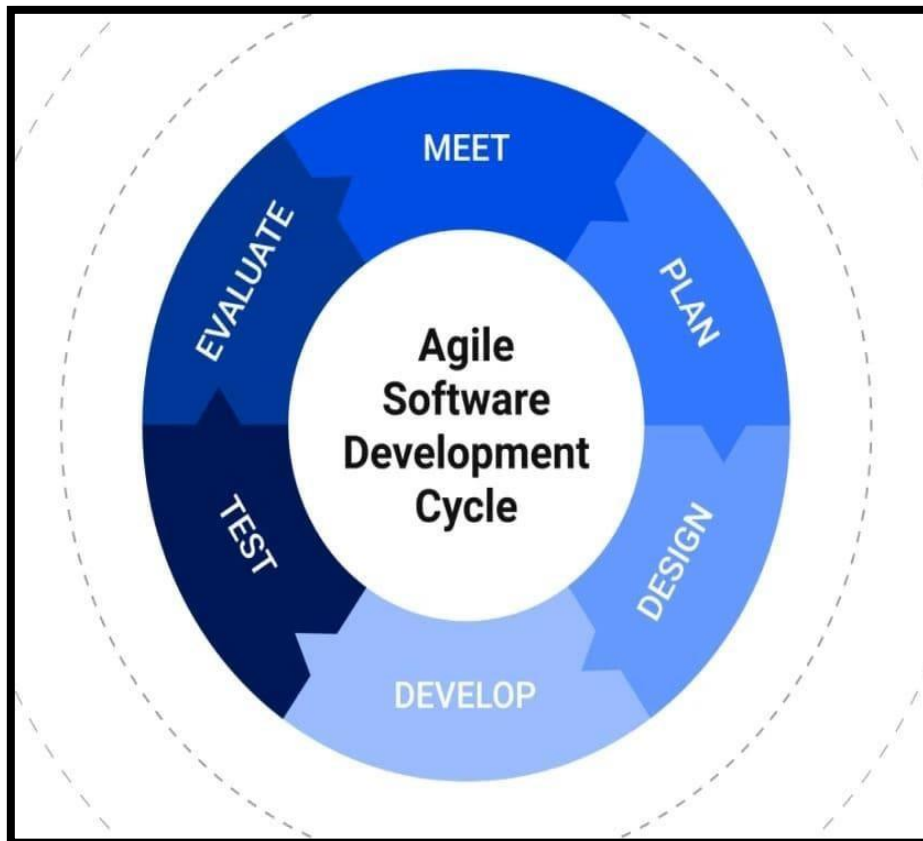 MEET
PLAN
DESIGN
DEVELOP
TEST
EVALUATE
Agile
Software
Development
Cycle